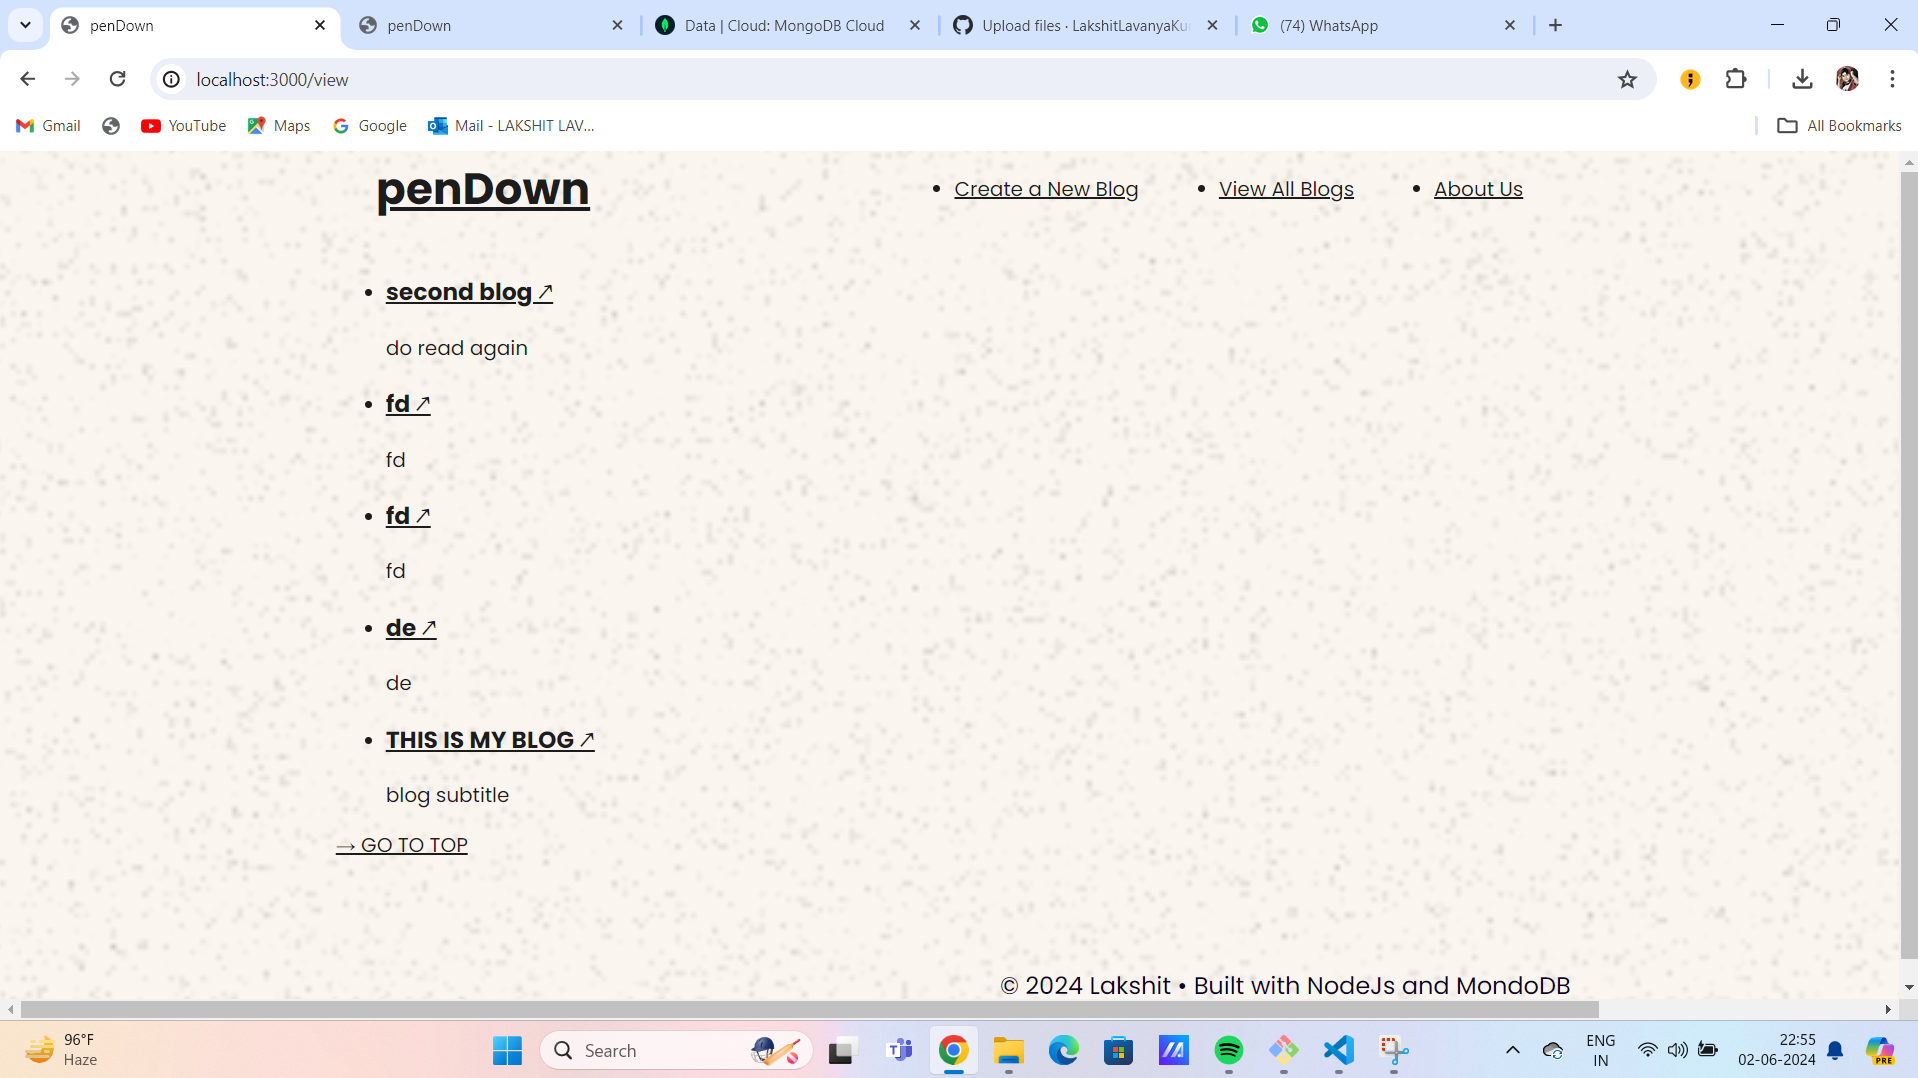 penDown
penDown
Data | Cloud: MongoDB Cloud
Upload files · LakshitLavanyaKu
(74) WhatsApp
localhost:3000/view
Gmail
YouTube
Maps
Google
Mail - LAKSHIT LAV...
All Bookmarks
penDown
• Create a New Blog
• View All Blogs
• About Us
• second blog ↗
do read again
• fd ↗
fd
• fd ↗
fd
• de ↗
de
• THIS IS MY BLOG ↗
blog subtitle
→ GO TO TOP
© 2024 Lakshit • Built with NodeJs and MondoDB
96°F
Haze
Search
ENG
IN
22:55
02-06-2024
PRE